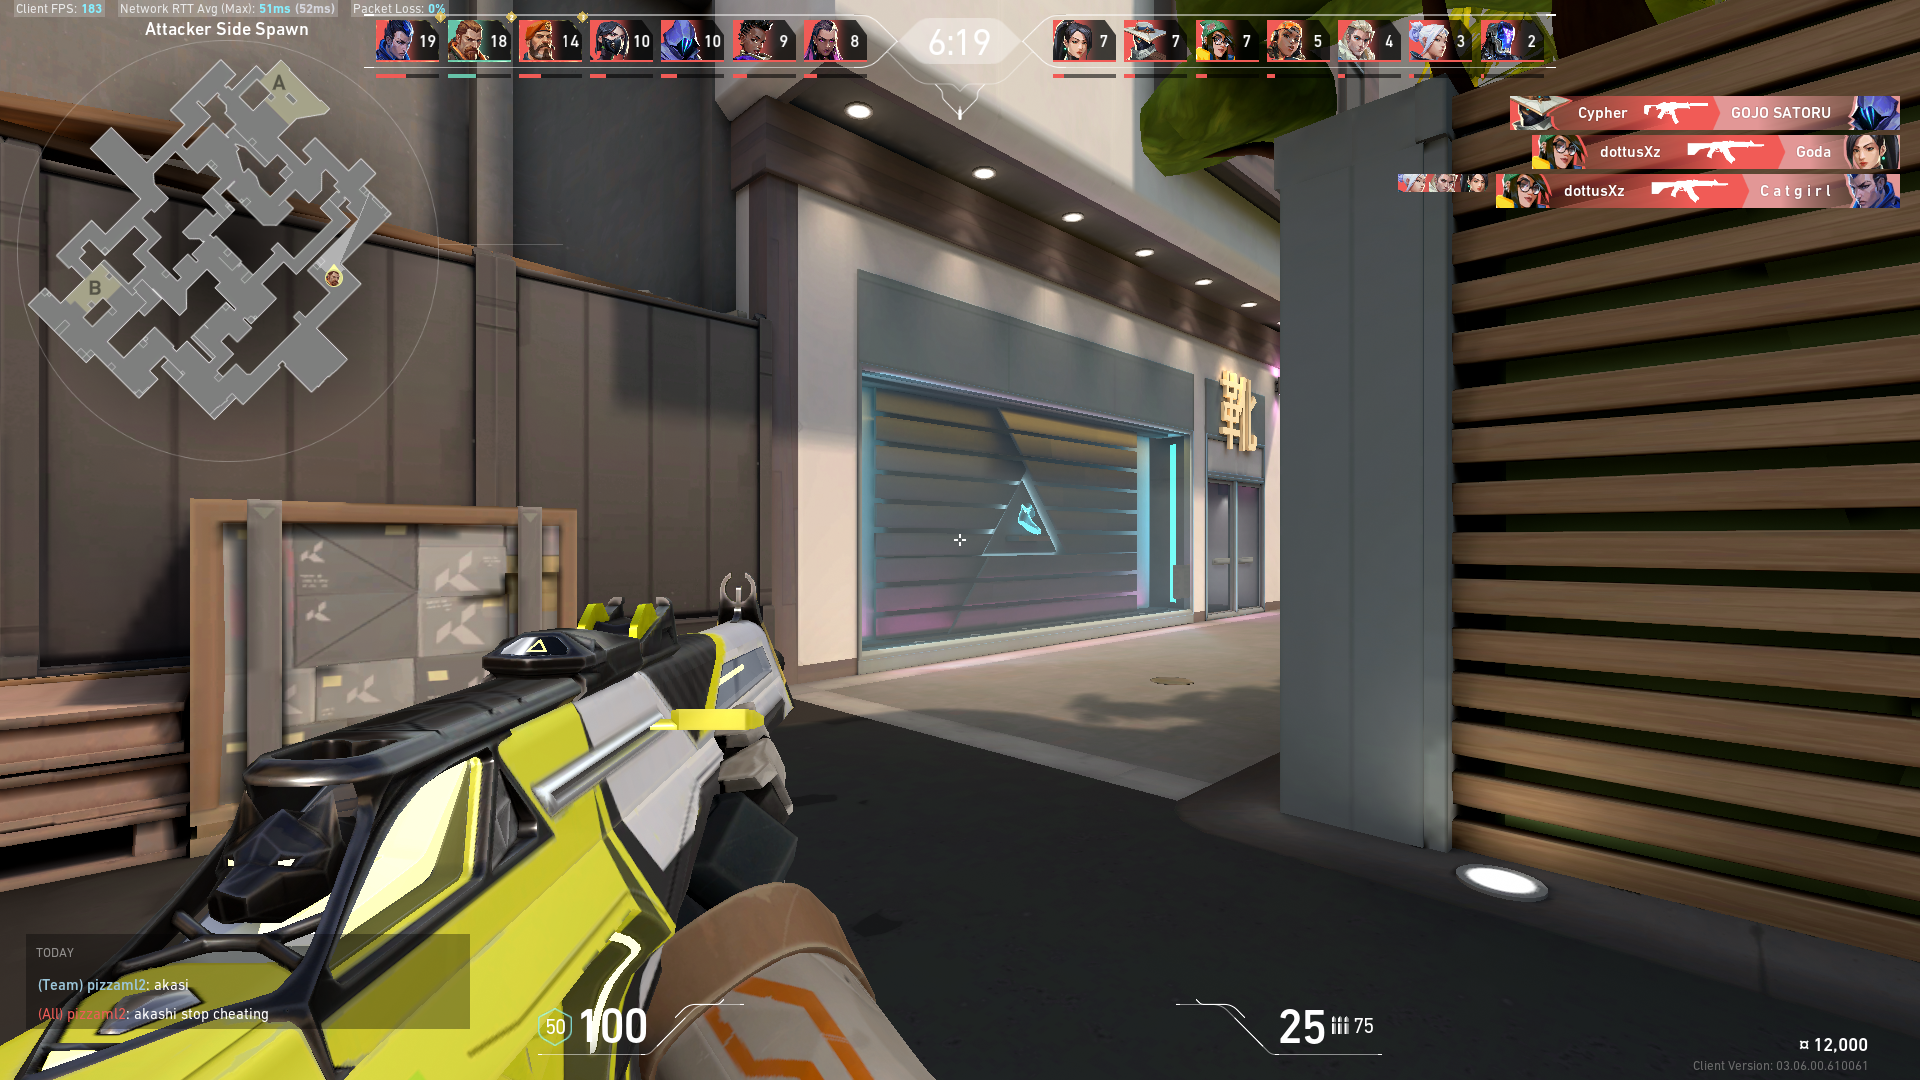 Client FPS: 183 Network RTT Avg (Max): 51ms (52ms) Packet Loss: 0%
Attacker Side Spawn
19 18 14 10 10 9 8 6:19 7 7 7 5 4 3 2
A
B
Cypher GOJO SATORU
dottusXz Goda
dottusXz Catgirl
靴
TODAY
(Team) pizzaml2: akasi
(All) pizzaml2: akashi stop cheating
50 100
25 75
¤ 12,000
Client Version: 03.06.00.610061